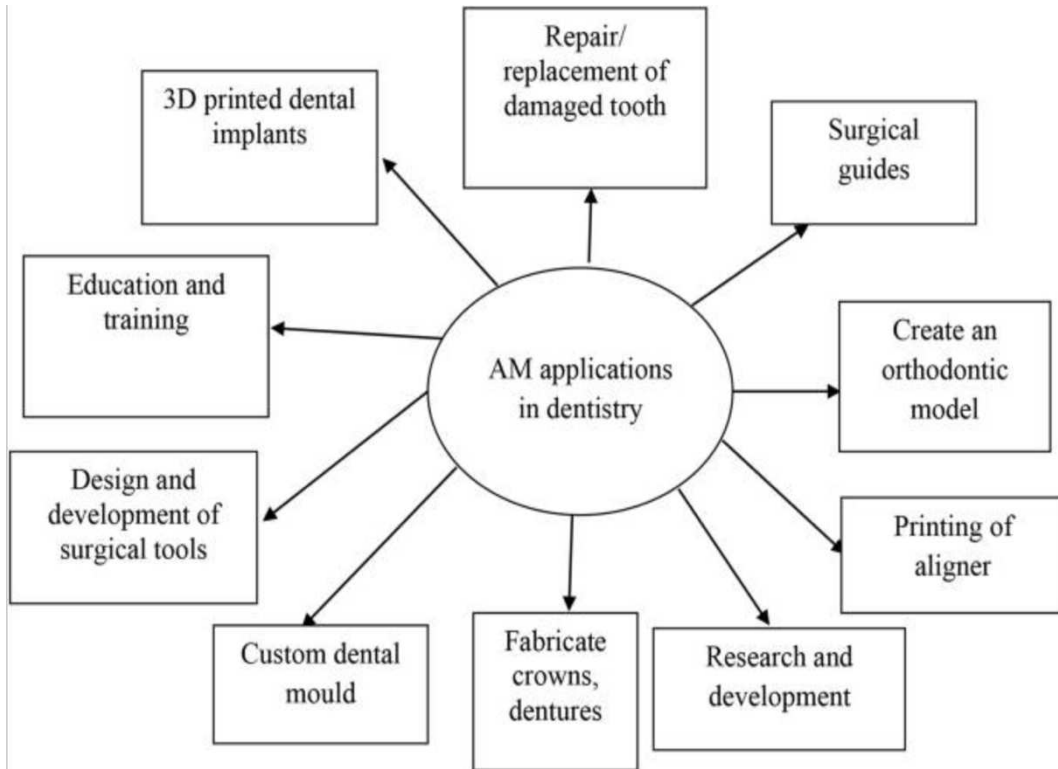 Repair/
replacement of
damaged tooth
3D printed dental
implants
Surgical
guides
Education and
training
AM applications
in dentistry
Create an
orthodontic
model
Design and
development of
surgical tools
Printing of
aligner
Custom dental
mould
Fabricate
crowns,
dentures
Research and
development